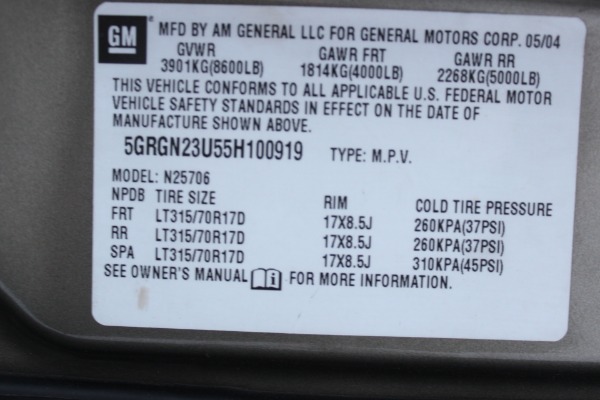 GM
MFD BY AM GENERAL LLC FOR GENERAL MOTORS CORP. 05/04
GVWR GAWR FRT GAWR RR
3901KG(8600LB) 1814KG(4000LB) 2268KG(5000LB)
THIS VEHICLE CONFORMS TO ALL APPLICABLE U.S. FEDERAL MOTOR
VEHICLE SAFETY STANDARDS IN EFFECT ON THE DATE OF
MANUFACTURE SHOWN ABOVE.
5GRGN23U55H100919 TYPE: M.P.V.
MODEL: N25706
NPDB TIRE SIZE RIM COLD TIRE PRESSURE
FRT LT315/70R17D 17X8.5J 260KPA(37PSI)
RR LT315/70R17D 17X8.5J 260KPA(37PSI)
SPA LT315/70R17D 17X8.5J 310KPA(45PSI)
SEE OWNER'S MANUAL FOR MORE INFORMATION.